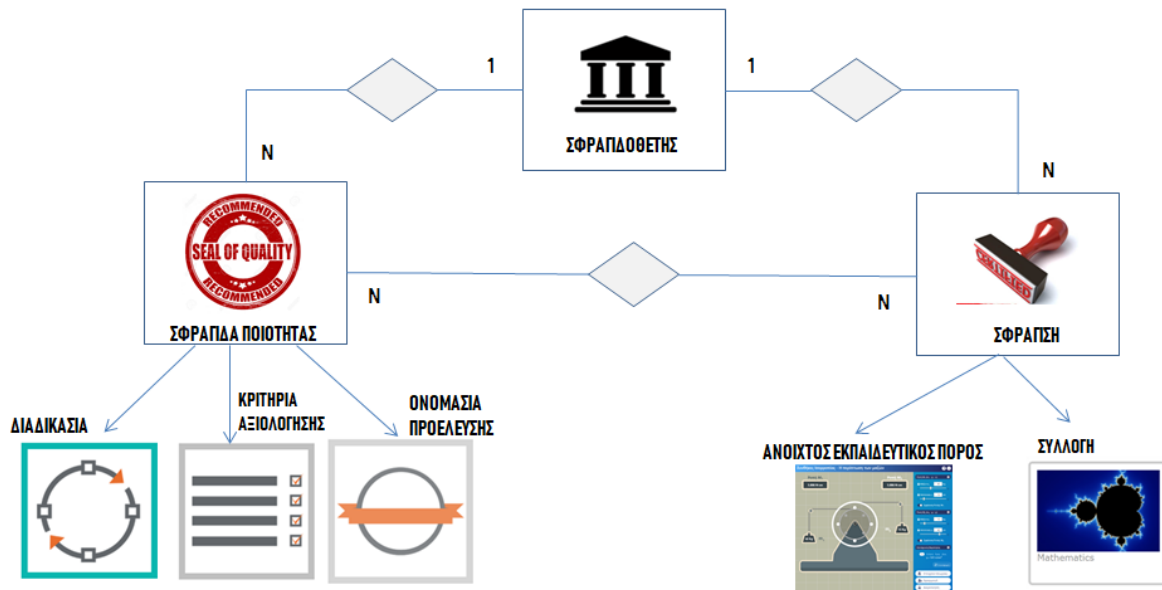 1
1
ΣΦΡΑΓΙΔΟΘΕΤΗΣ
N
N
RECOMMENDED
SEAL OF QUALITY
RECOMMENDED
CERTIFIED
N
N
ΣΦΡΑΓΙΔΑ ΠΟΙΟΤΗΤΑΣ
ΣΦΡΑΓΙΣΗ
ΔΙΑΔΙΚΑΣΙΑ
ΚΡΙΤΗΡΙΑ
ΑΞΙΟΛΟΓΗΣΗΣ
ΟΝΟΜΑΣΙΑ
ΠΡΟΕΛΕΥΣΗΣ
ΑΝΟΙΧΤΟΣ ΕΚΠΑΙΔΕΥΤΙΚΟΣ ΠΟΡΟΣ
ΣΥΛΛΟΓΗ
Mathematics